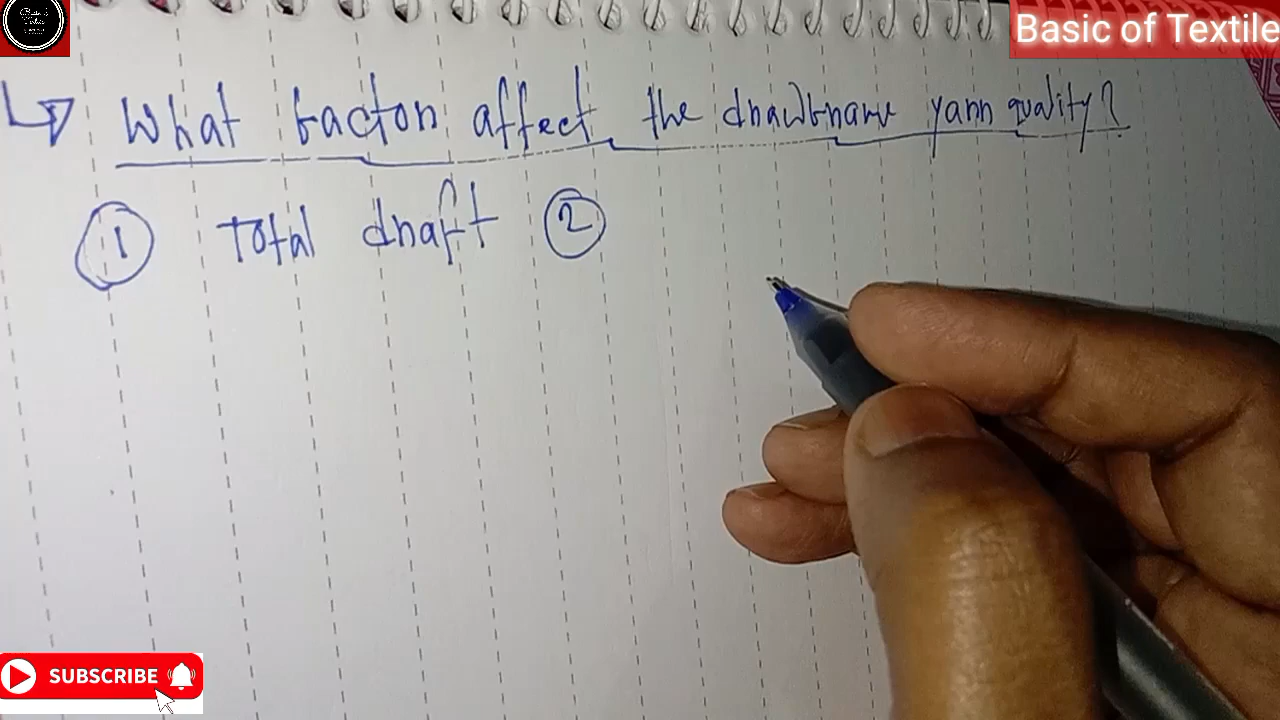 Basic of Textile
What factor affect the drawframe yarn quality?
① Total draft ②
SUBSCRIBE